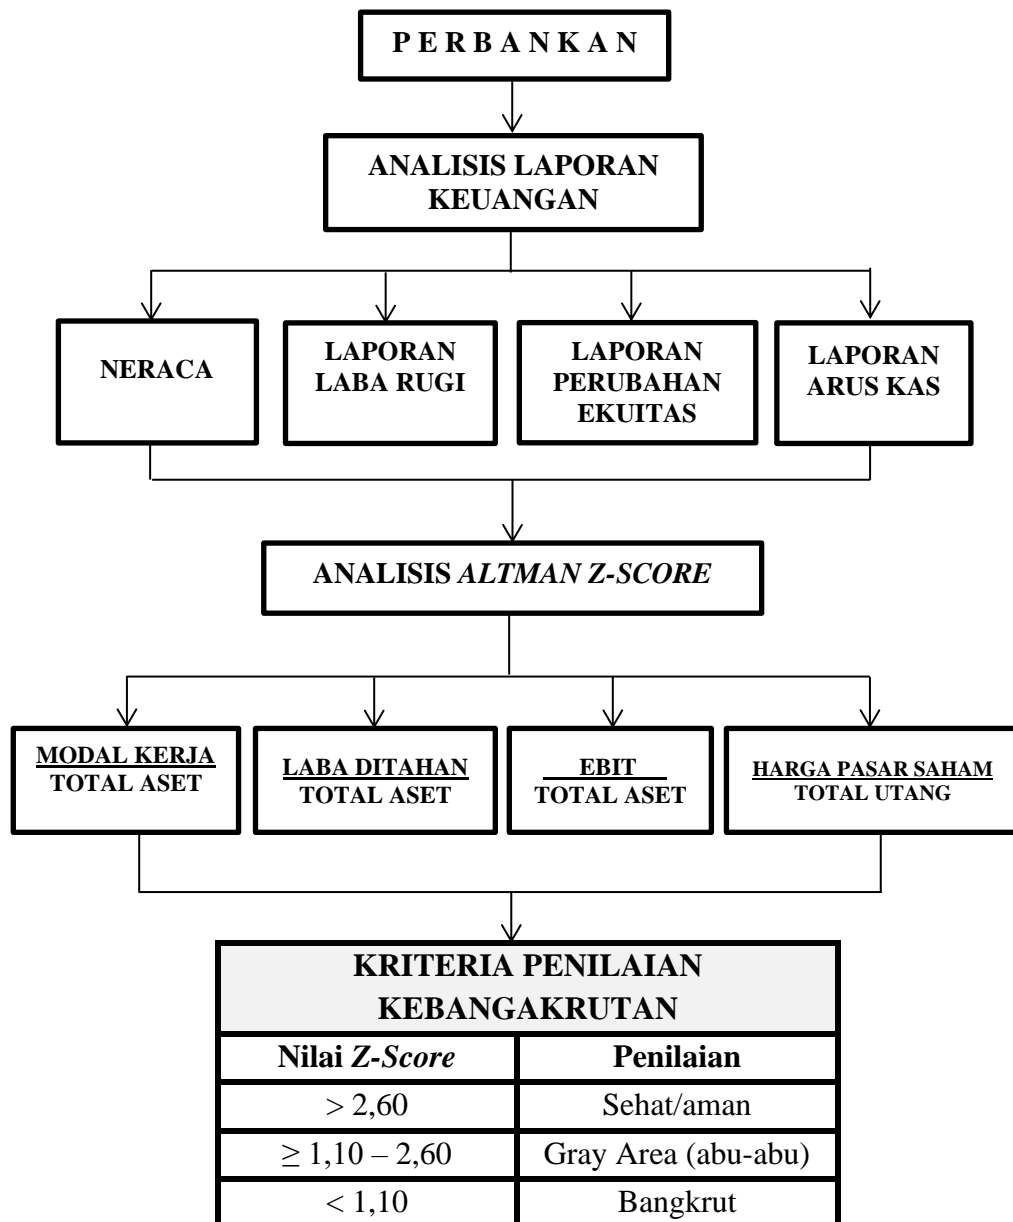 P E R B A N K A N
ANALISIS LAPORAN
KEUANGAN
NERACA
LAPORAN
LABA RUGI
LAPORAN
PERUBAHAN
EKUITAS
LAPORAN
ARUS KAS
ANALISIS ALTMAN Z-SCORE
MODAL KERJA
TOTAL ASET
LABA DITAHAN
TOTAL ASET
EBIT
TOTAL ASET
HARGA PASAR SAHAM
TOTAL UTANG
KRITERIA PENILAIAN
KEBANGAKRUTAN
Nilai Z-Score
Penilaian
> 2,60
Sehat/aman
≥ 1,10 – 2,60
Gray Area (abu-abu)
< 1,10
Bangkrut